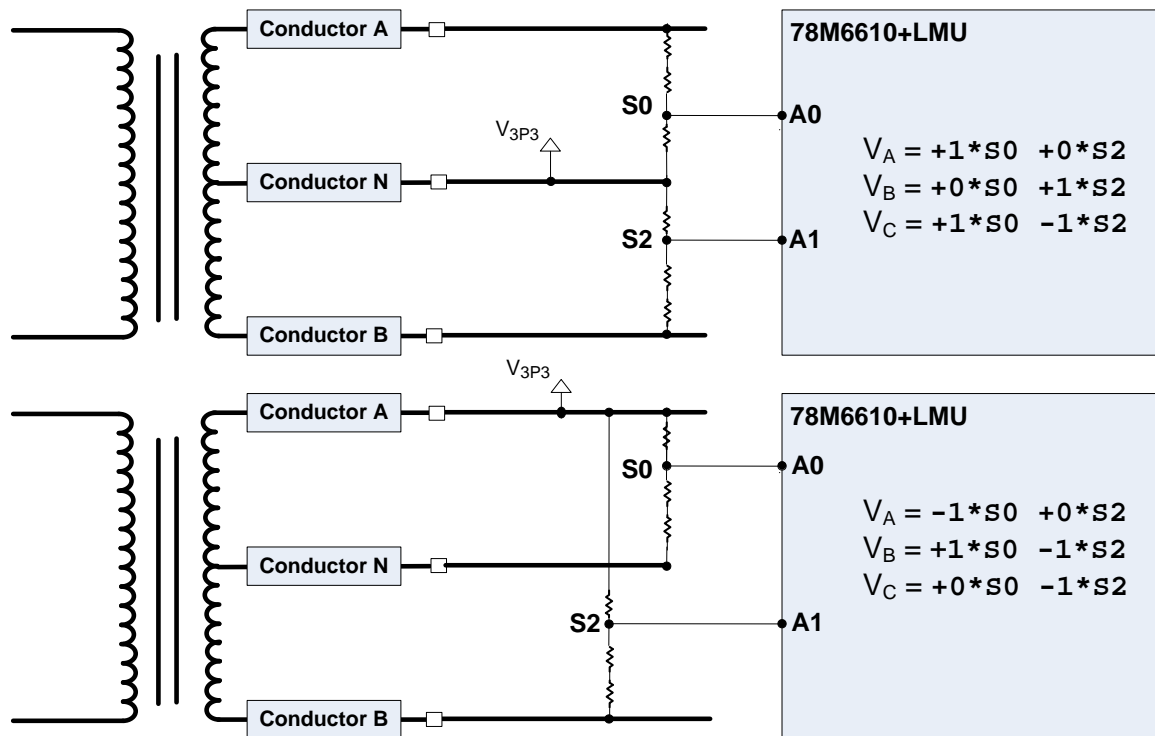 Conductor A
78M6610+LMU
S0
A0
V3P3
VA = +1*S0 +0*S2
Conductor N
VB = +0*S0 +1*S2
VC = +1*S0 -1*S2
S2
A1
Conductor B
V3P3
Conductor A
78M6610+LMU
S0
A0
VA = -1*S0 +0*S2
VB = +1*S0 -1*S2
Conductor N
VC = +0*S0 -1*S2
S2
A1
Conductor B